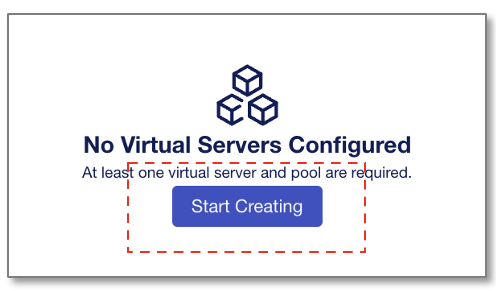 No Virtual Servers Configured
At least one virtual server and pool are required.
Start Creating